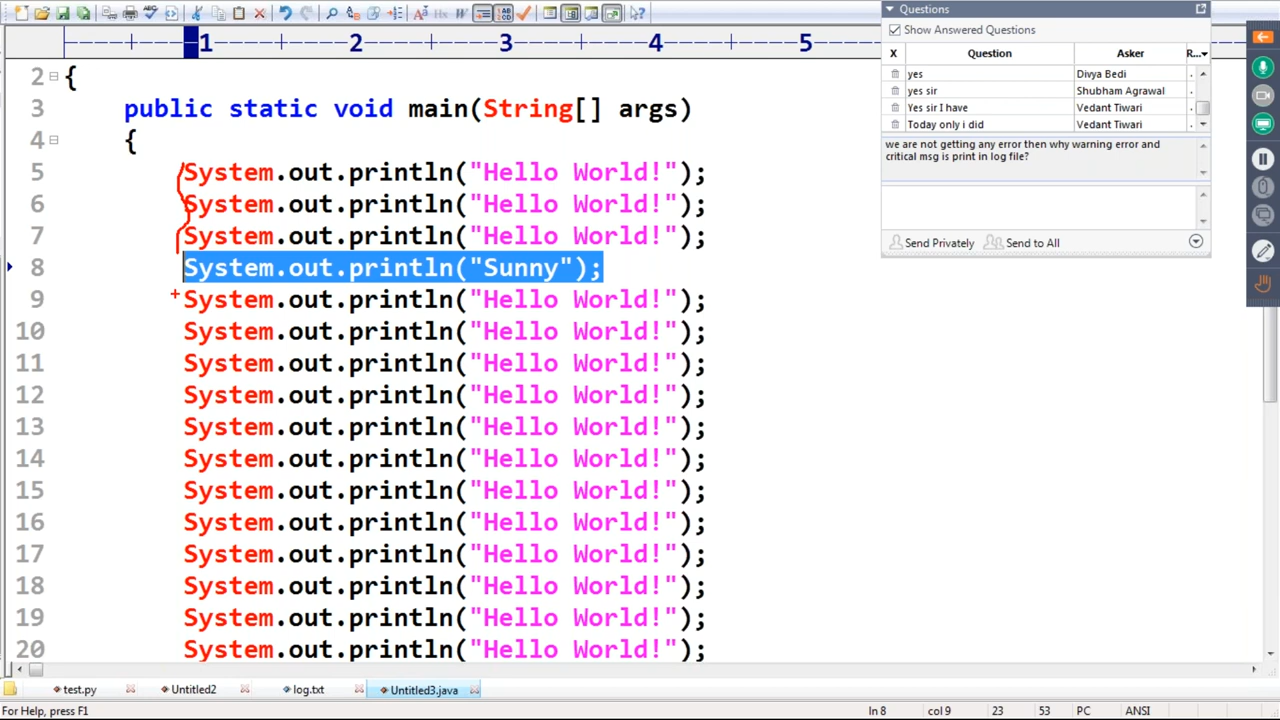 1 2 3 4 5
2 {
3 public static void main(String[] args)
4 {
5 System.out.println("Hello World!");
6 System.out.println("Hello World!");
7 System.out.println("Hello World!");
8 System.out.println("Sunny");
9 System.out.println("Hello World!");
10 System.out.println("Hello World!");
11 System.out.println("Hello World!");
12 System.out.println("Hello World!");
13 System.out.println("Hello World!");
14 System.out.println("Hello World!");
15 System.out.println("Hello World!");
16 System.out.println("Hello World!");
17 System.out.println("Hello World!");
18 System.out.println("Hello World!");
19 System.out.println("Hello World!");
20 System.out.println("Hello World!");
Questions
Show Answered Questions
X Question Asker R...
yes Divya Bedi
yes sir Shubham Agrawal
Yes sir I have Vedant Tiwari
Today only i did Vedant Tiwari
we are not getting any error then why warning error and
critical msg is print in log file?
Send Privately Send to All
test.py Untitled2 log.txt Untitled3.java
For Help, press F1 ln 8 col 9 23 53 PC ANSI